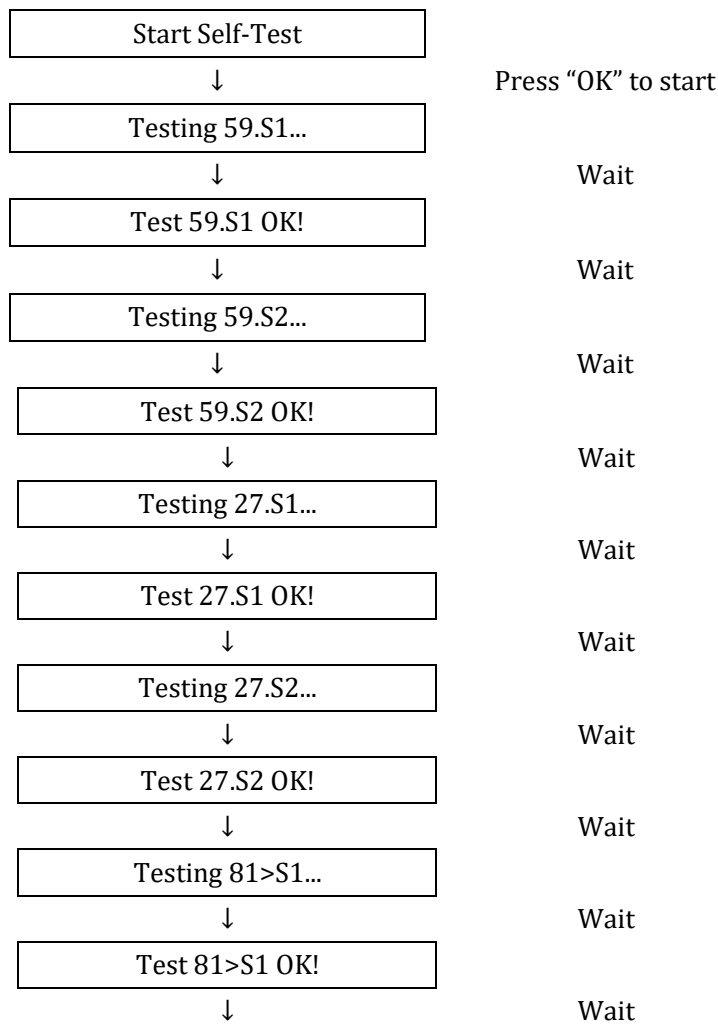 Start Self-Test
↓ Press “OK” to start
Testing 59.S1...
↓ Wait
Test 59.S1 OK!
↓ Wait
Testing 59.S2...
↓ Wait
Test 59.S2 OK!
↓ Wait
Testing 27.S1...
↓ Wait
Test 27.S1 OK!
↓ Wait
Testing 27.S2...
↓ Wait
Test 27.S2 OK!
↓ Wait
Testing 81>S1...
↓ Wait
Test 81>S1 OK!
↓ Wait